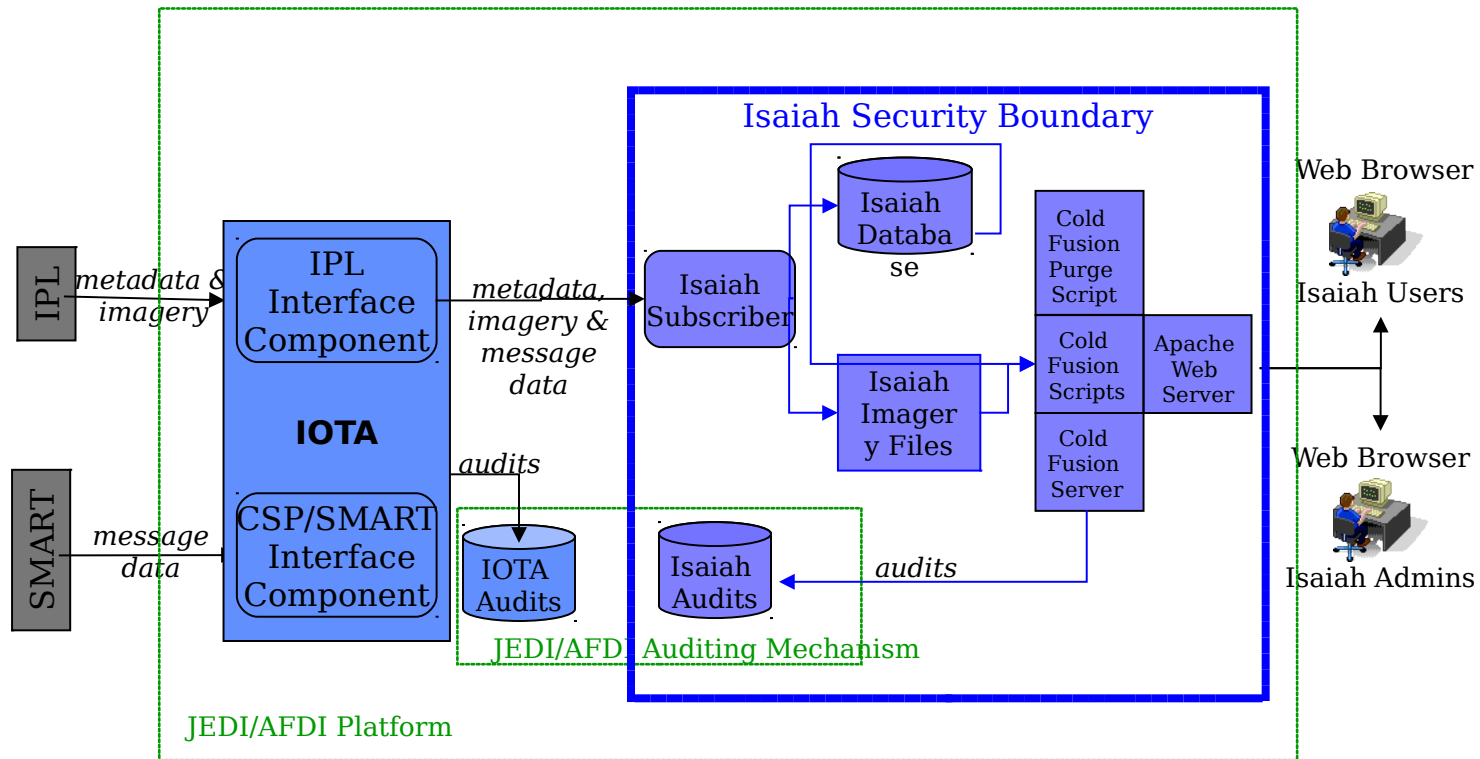 Isaiah Security Boundary
Web Browser
Isaiah Users
Isaiah
Databa
se
Cold
Fusion
Purge
Script
IPL
metadata &
imagery
IPL
Interface
Component
metadata,
imagery &
message
data
Isaiah
Subscriber
Cold
Fusion
Scripts
Apache
Web
Server
Isaiah
Imager
y Files
IOTA
audits
Cold
Fusion
Server
Web Browser
Isaiah Admins
SMART
message
data
CSP/SMART
Interface
Component
IOTA
Audits
Isaiah
Audits
audits
JEDI/AFDI Auditing Mechanism
JEDI/AFDI Platform